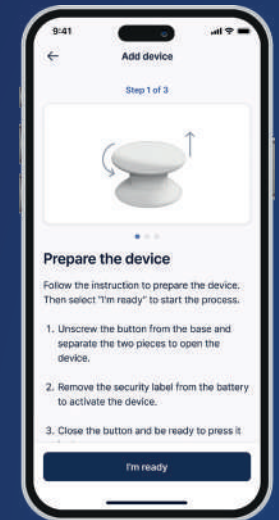 9:41
Add device
Step 1 of 3
Prepare the device
Follow the instruction to prepare the device.
Then select "I'm ready" to start the process.
1. Unscrew the button from the base and
separate the two pieces to open the
device.
2. Remove the security label from the battery
to activate the device.
3. Close the button and be ready to press it
I'm ready